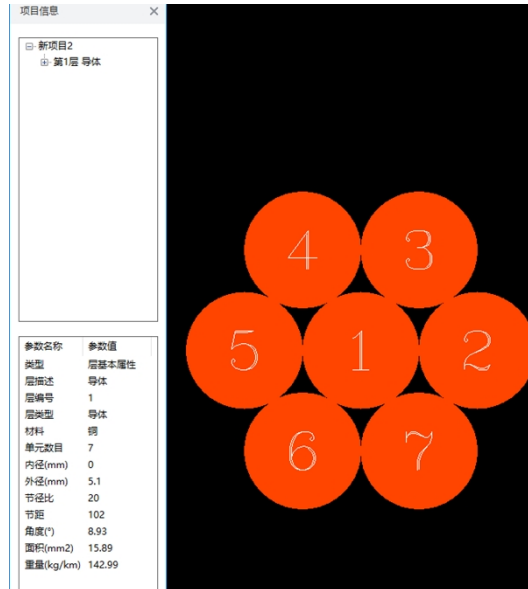 项目信息
新项目2
第1层 导体
参数名称 参数值
类型 层基本属性
层描述 导体
层编号 1
层类型 导体
材料 铜
单元数目 7
内径(mm) 0
外径(mm) 5.1
节径比 20
节距 102
角度(°) 8.93
面积(mm2) 15.89
重量(kg/km) 142.99
4 3
5 1 2
6 7